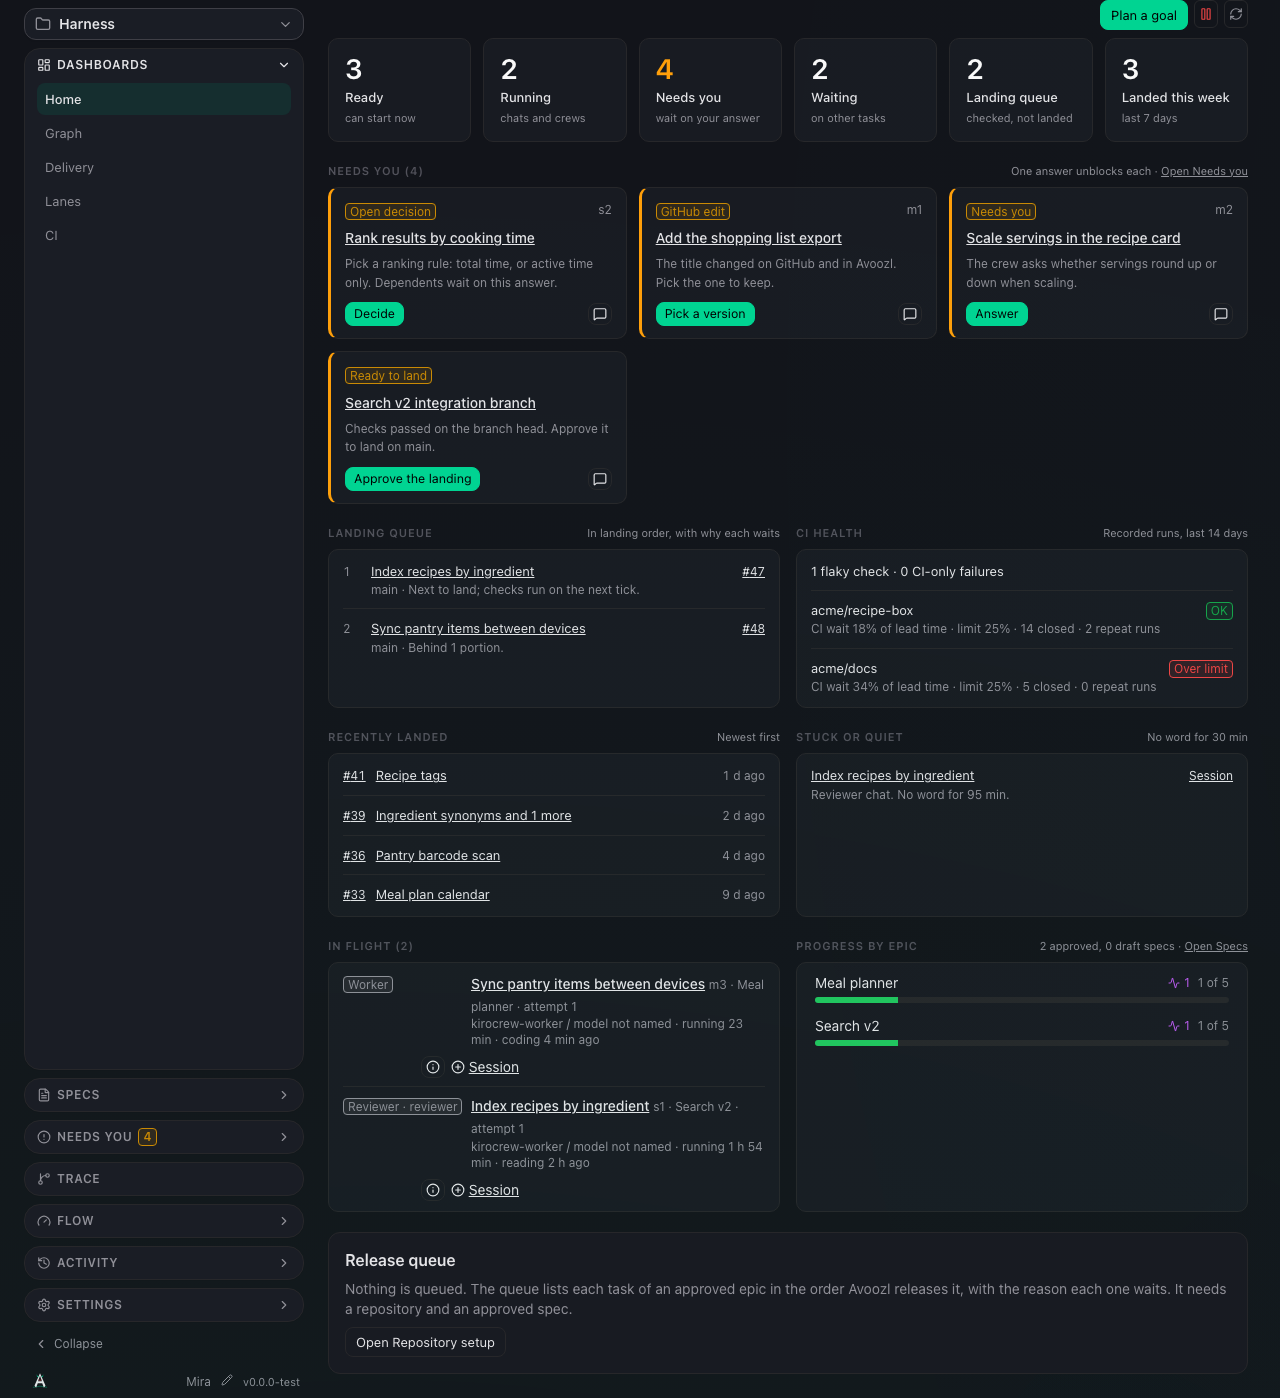 Harness
DASHBOARDS
Home
Graph
Delivery
Lanes
CI
SPECS
NEEDS YOU 4
TRACE
FLOW
ACTIVITY
SETTINGS
Collapse
Mira v0.0.0-test
Plan a goal
3
Ready
can start now
2
Running
chats and crews
4
Needs you
wait on your answer
2
Waiting
on other tasks
2
Landing queue
checked, not landed
3
Landed this week
last 7 days
NEEDS YOU (4)
One answer unblocks each · Open Needs you
Open decision s2
Rank results by cooking time
Pick a ranking rule: total time, or active time
only. Dependents wait on this answer.
Decide
GitHub edit m1
Add the shopping list export
The title changed on GitHub and in Avoozl.
Pick the one to keep.
Pick a version
Needs you m2
Scale servings in the recipe card
The crew asks whether servings round up or
down when scaling.
Answer
Ready to land
Search v2 integration branch
Checks passed on the branch head. Approve it
to land on main.
Approve the landing
LANDING QUEUE In landing order, with why each waits
1 Index recipes by ingredient #47
main · Next to land; checks run on the next tick.
2 Sync pantry items between devices #48
main · Behind 1 portion.
CI HEALTH Recorded runs, last 14 days
1 flaky check · 0 CI-only failures
acme/recipe-box OK
CI wait 18% of lead time · limit 25% · 14 closed · 2 repeat runs
acme/docs Over limit
CI wait 34% of lead time · limit 25% · 5 closed · 0 repeat runs
RECENTLY LANDED Newest first
#41 Recipe tags 1 d ago
#39 Ingredient synonyms and 1 more 2 d ago
#36 Pantry barcode scan 4 d ago
#33 Meal plan calendar 9 d ago
STUCK OR QUIET No word for 30 min
Index recipes by ingredient Session
Reviewer chat. No word for 95 min.
IN FLIGHT (2)
Worker Sync pantry items between devices m3 · Meal
planner · attempt 1
kirocrew-worker / model not named · running 23
min · coding 4 min ago
Session
Reviewer · reviewer Index recipes by ingredient s1 · Search v2 ·
attempt 1
kirocrew-worker / model not named · running 1 h 54
min · reading 2 h ago
Session
PROGRESS BY EPIC 2 approved, 0 draft specs · Open Specs
Meal planner 1 1 of 5
Search v2 1 1 of 5
Release queue
Nothing is queued. The queue lists each task of an approved epic in the order Avoozl releases it, with the reason each one waits. It needs
a repository and an approved spec.
Open Repository setup